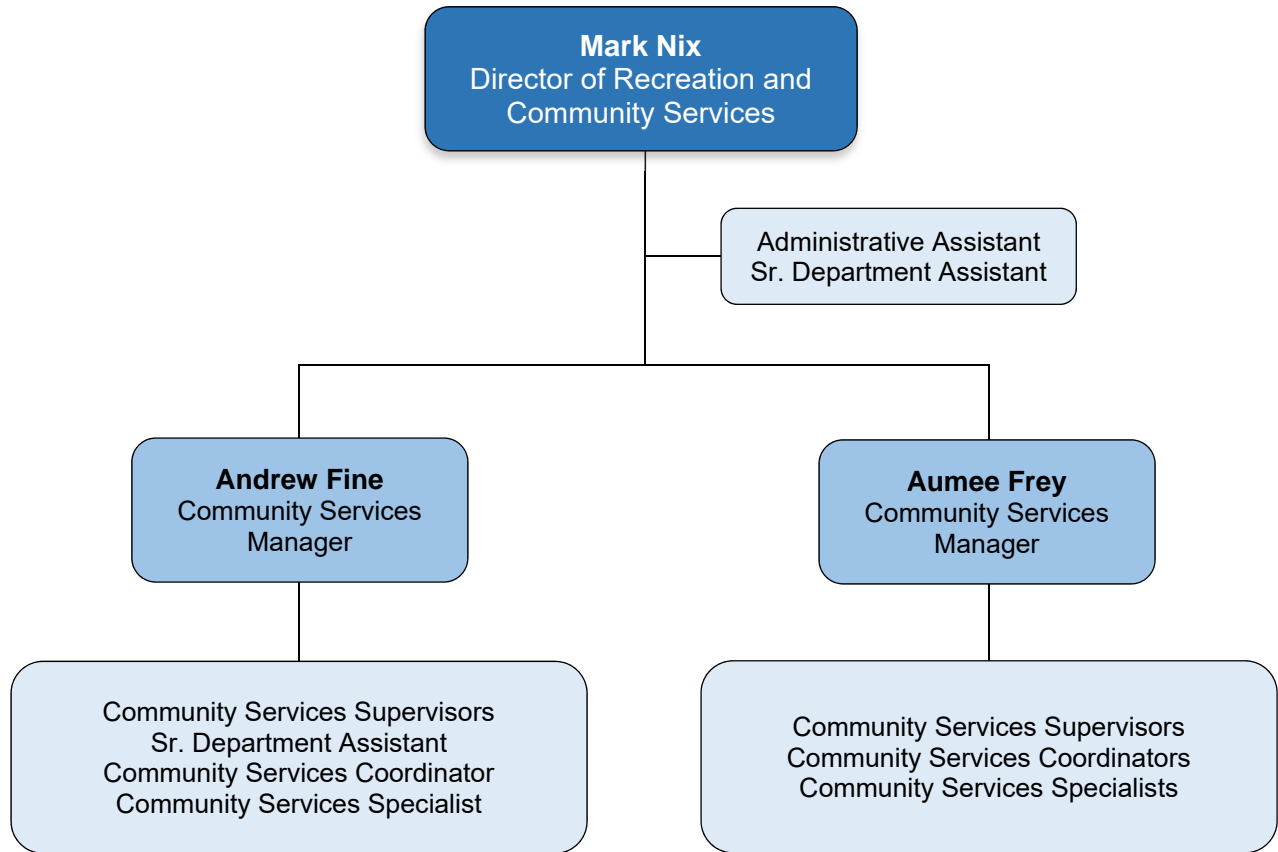 Mark Nix
Director of Recreation and
Community Services
Administrative Assistant
Sr. Department Assistant
Andrew Fine
Community Services
Manager
Aumee Frey
Community Services
Manager
Community Services Supervisors
Sr. Department Assistant
Community Services Coordinator
Community Services Specialist
Community Services Supervisors
Community Services Coordinators
Community Services Specialists